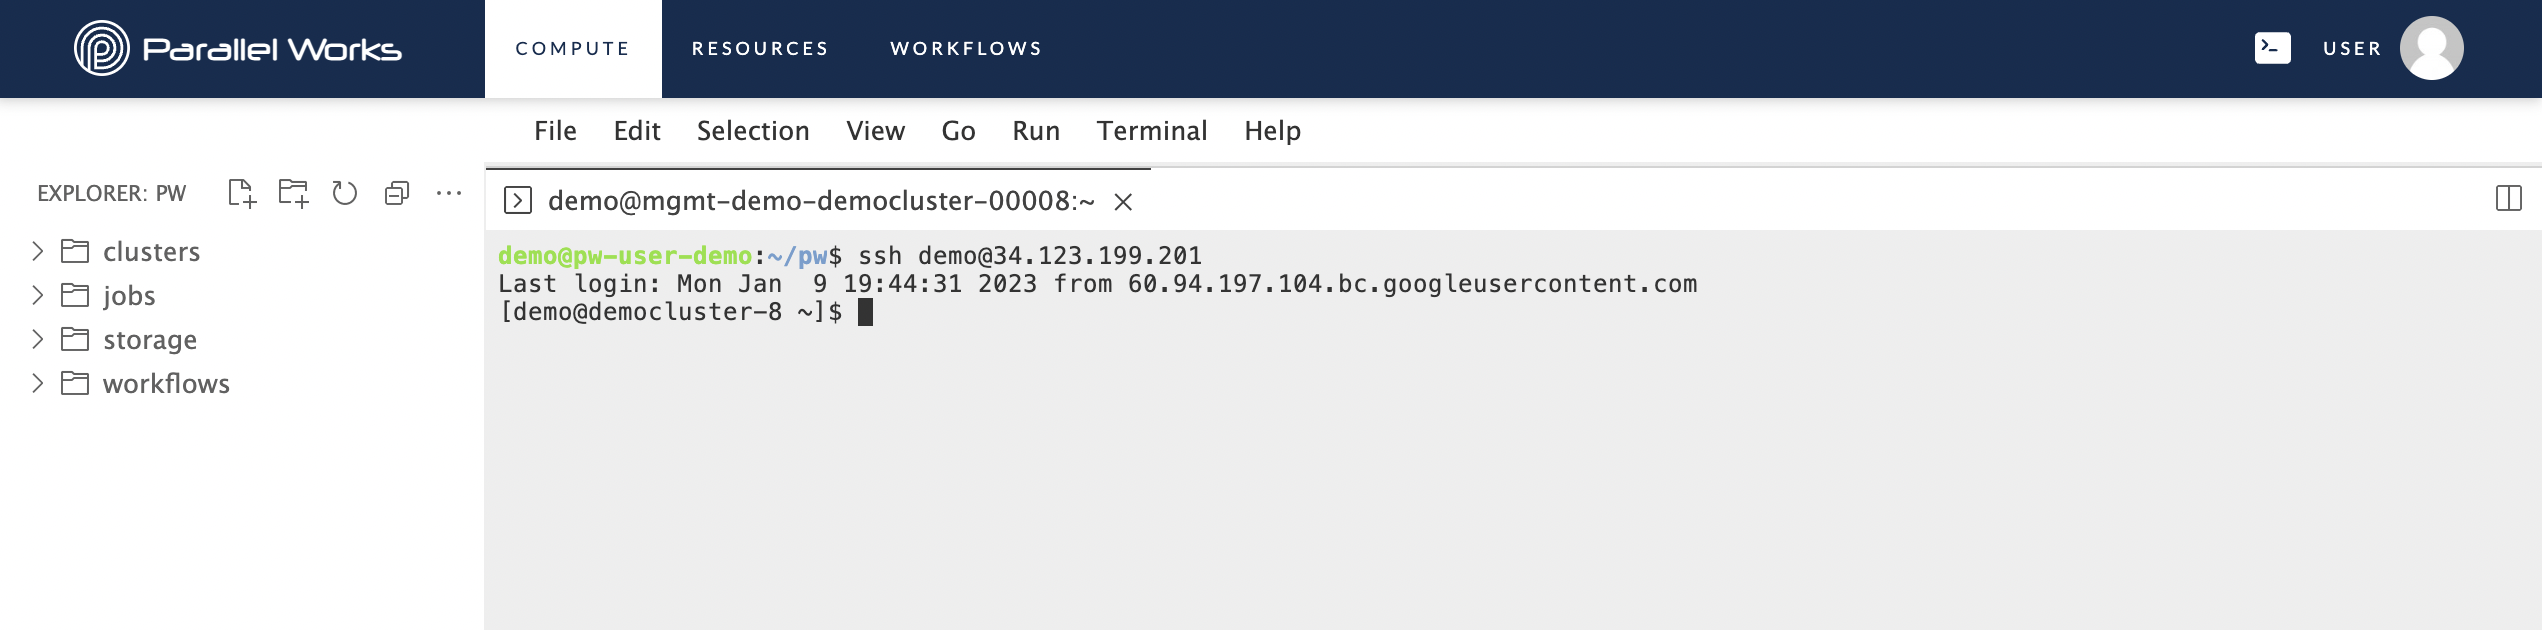 Parallel Works
COMPUTE
RESOURCES
WORKFLOWS
USER
File Edit Selection View Go Run Terminal Help
EXPLORER: PW
clusters
jobs
storage
workflows
demo@mgmt-demo-democluster-00008:~
demo@pw-user-demo:~/pw$ ssh demo@34.123.199.201
Last login: Mon Jan  9 19:44:31 2023 from 60.94.197.104.bc.googleusercontent.com
[demo@democluster-8 ~]$